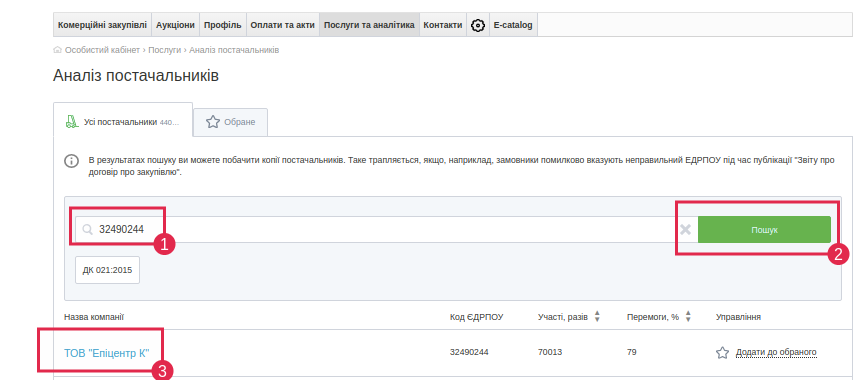 Комерційні закупівлі Аукціони Профіль Оплати та акти Послуги та аналітика Контакти E-catalog
Особистий кабінет › Послуги › Аналіз постачальників
Аналіз постачальників
Усі постачальники 440... Обране
В результатах пошуку ви можете побачити копії постачальників. Таке трапляється, якщо, наприклад, замовники помилково вказують неправильний ЕДРПОУ під час публікації "Звіту про
договір про закупівлю".
32490244 Пошук
1 2
ДК 021:2015
Назва компанії Код ЄДРПОУ Участі, разів Перемоги, % Управління
ТОВ "Епіцентр К" 32490244 70013 79 Додати до обраного
3